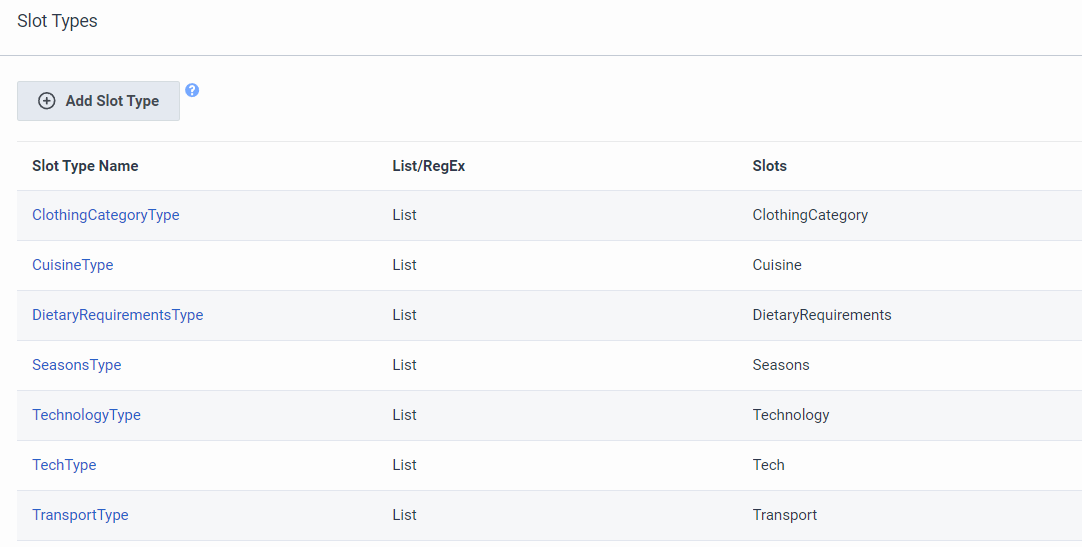 Slot Types
Add Slot Type ?
Slot Type Name List/RegEx Slots
ClothingCategoryType List ClothingCategory
CuisineType List Cuisine
DietaryRequirementsType List DietaryRequirements
SeasonsType List Seasons
TechnologyType List Technology
TechType List Tech
TransportType List Transport